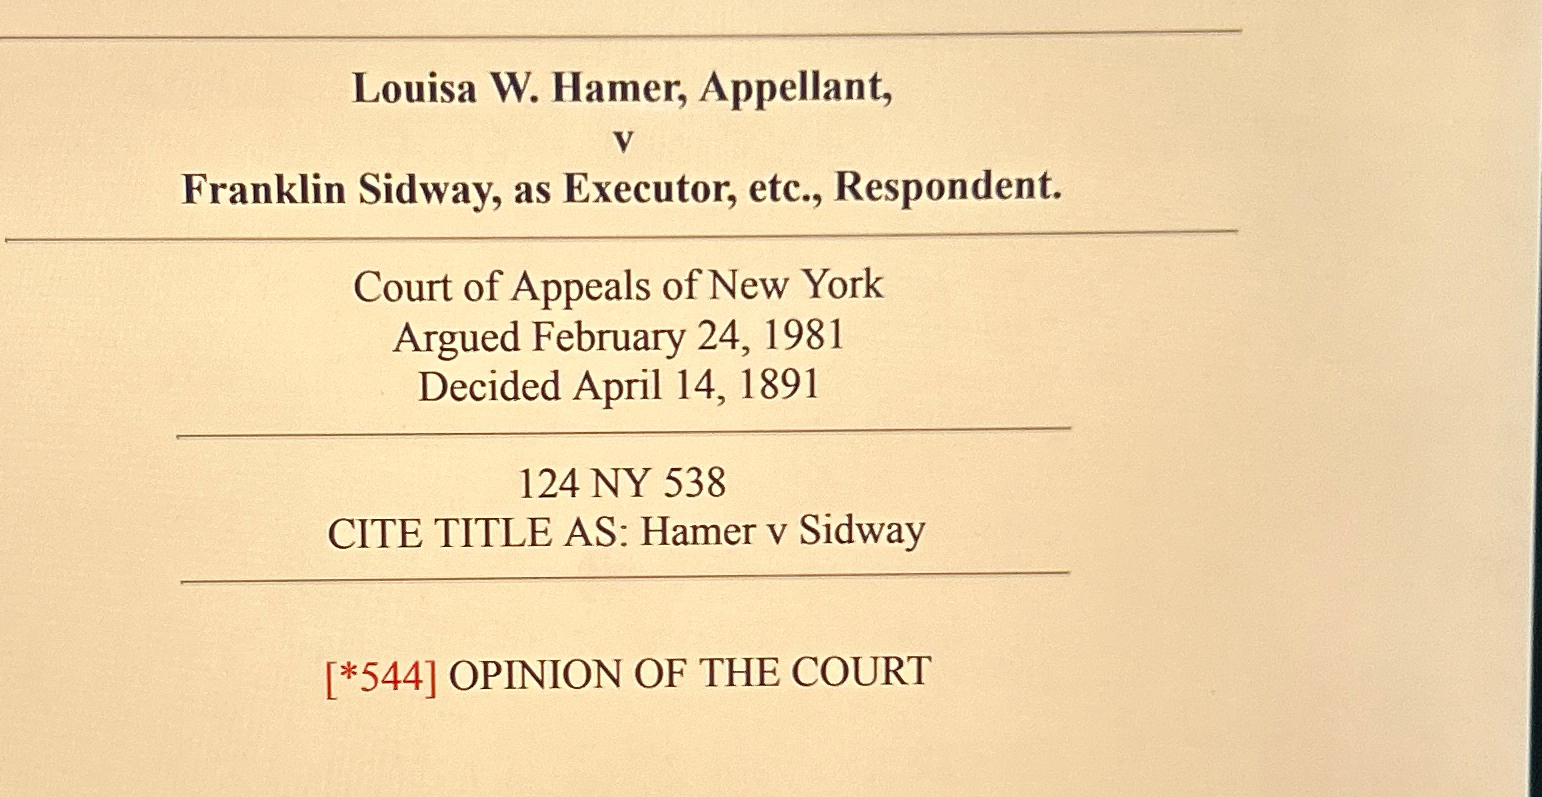 Louisa W. Hamer, Appellant,
v
Franklin Sidway, as Executor, etc., Respondent.
Court of Appeals of New York
Argued February 24, 1981
Decided April 14, 1891
124 NY 538
CITE TITLE AS: Hamer v Sidway
[*544] OPINION OF THE COURT